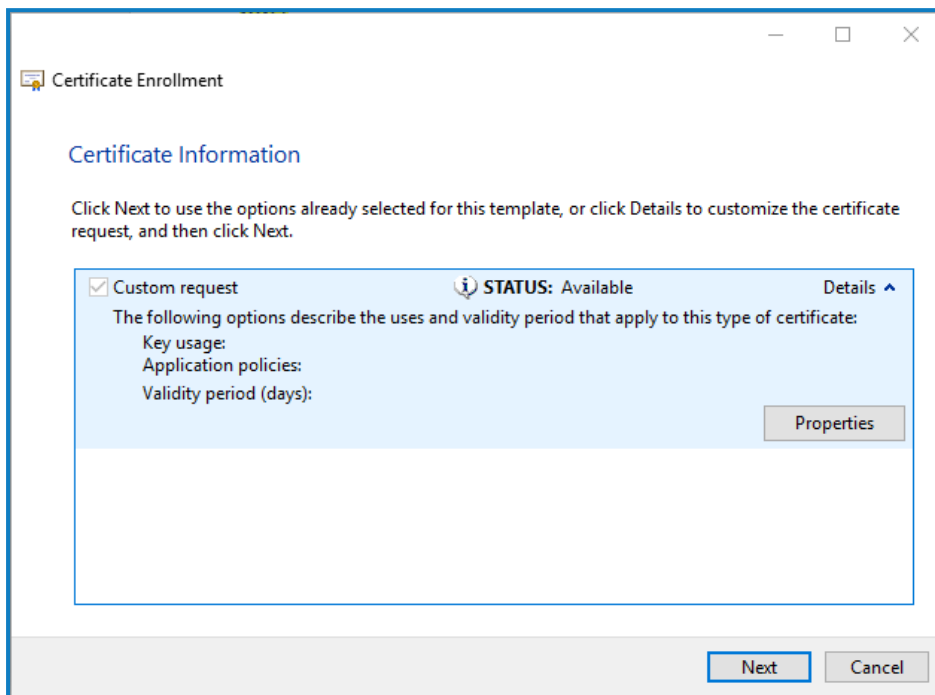 Certificate Enrollment
Certificate Information
Click Next to use the options already selected for this template, or click Details to customize the certificate
request, and then click Next.
Custom request STATUS: Available Details
The following options describe the uses and validity period that apply to this type of certificate:
Key usage:
Application policies:
Validity period (days):
Properties
Next Cancel